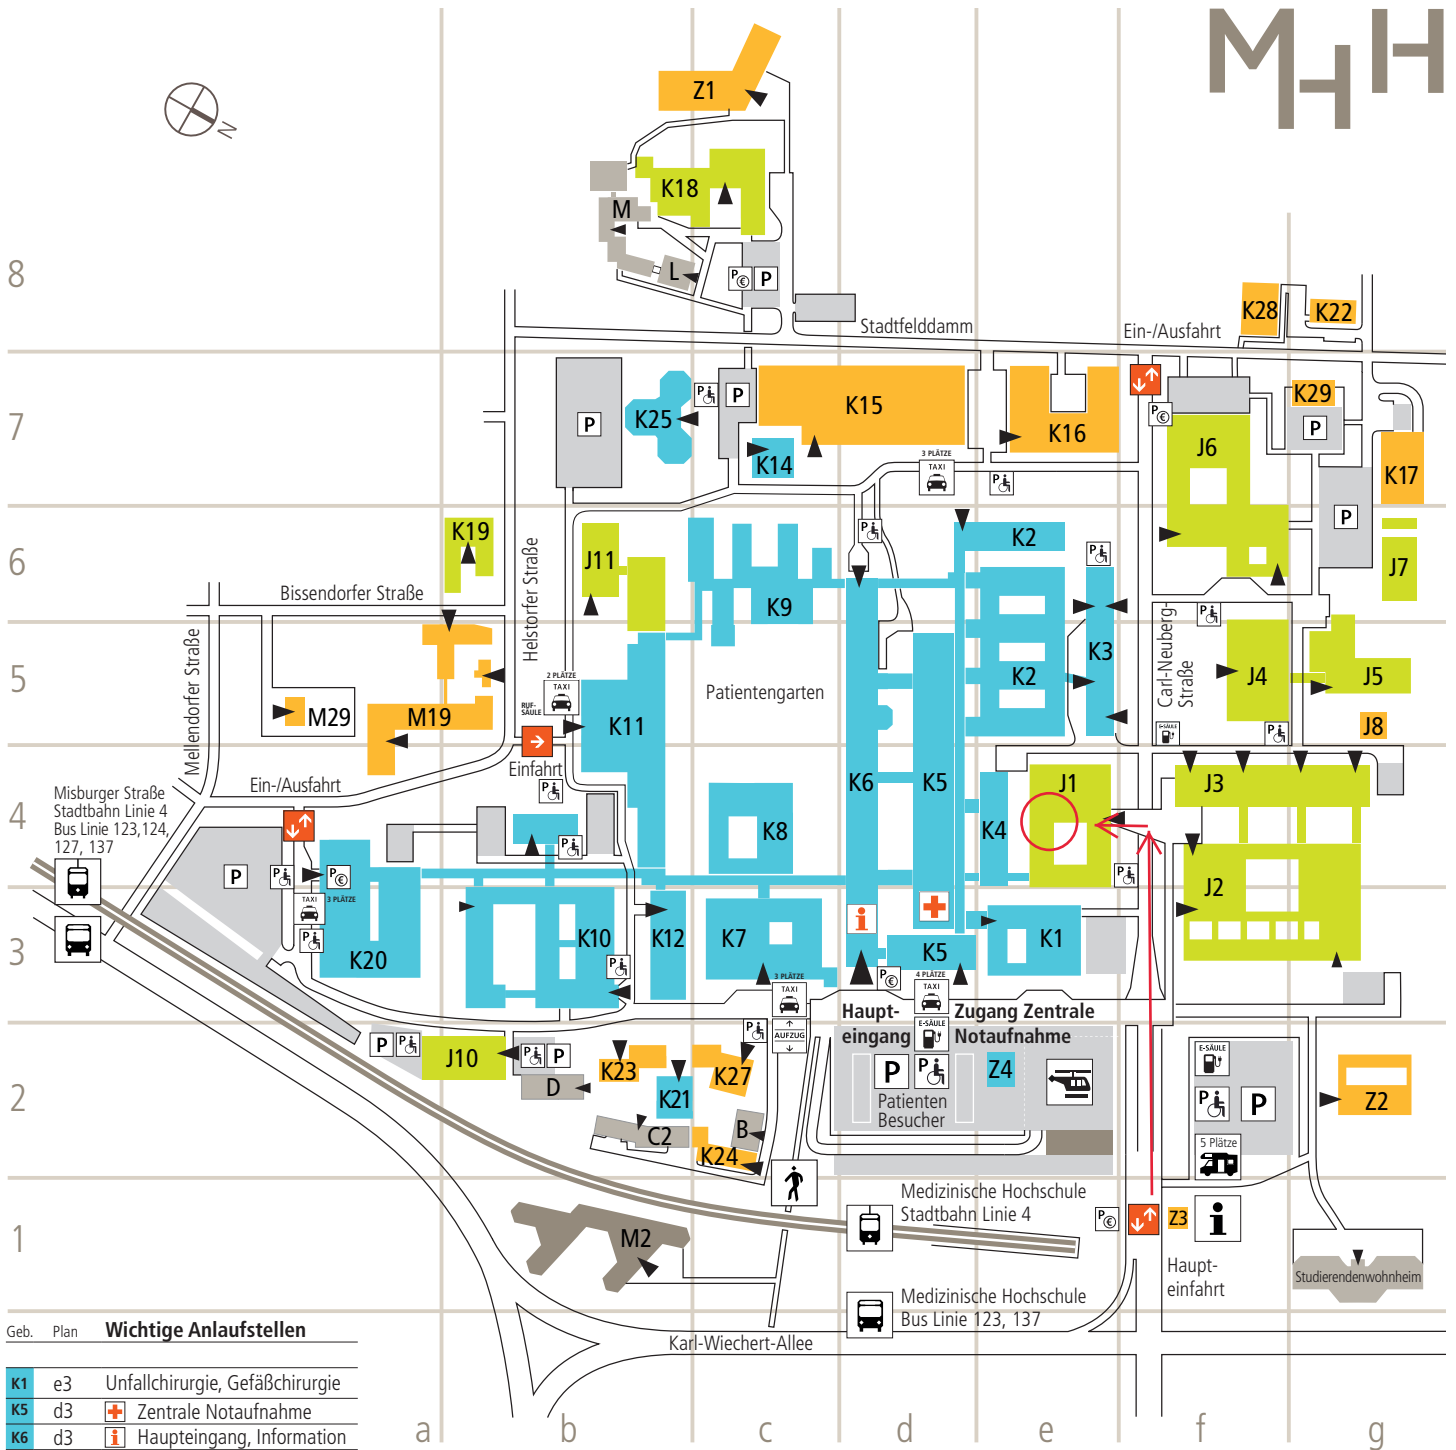 MHH
N
Z1
K18
M
L
P€
P
8
Stadtfelddamm
Ein-/Ausfahrt
K28
K22
7
P
K25
P
P
K15
K14
K16
P€
K29
P
J6
K17
3 PLÄTZE
TAXI
P
P
P
6
K19
J11
K9
K2
P
J7
Bissendorfer Straße
Helstorfer Straße
Mellendorfer Straße
Carl-Neuberg-
Straße
P
5
M29
M19
2 PLÄTZE
TAXI
RUF-
SÄULE
K11
Patientengarten
K2
K3
J4
J5
J8
E-SÄULE
P
Einfahrt
P
Ein-/Ausfahrt
K6
K5
J1
J3
4
Misburger Straße
Stadtbahn Linie 4
Bus Linie 123,124,
127, 137
K8
K4
P
P
P
P€
P
J2
3 PLÄTZE
TAXI
P
3
K20
K10
P
K12
K7
i
K5
K1
P€
3 PLÄTZE
TAXI
4 PLÄTZE
TAXI
Haupt-
eingang
Zugang Zentrale
Notaufnahme
E-SÄULE
AUFZUG
P
2
P
P
J10
P
P
D
K23
K21
K27
C2
B
K24
P
P
Patienten
Besucher
Z4
E-SÄULE
P
P
5 Plätze
Z2
1
M2
Medizinische Hochschule
Stadtbahn Linie 4
P€
Z3
i
Haupt-
einfahrt
Studierendenwohnheim
Medizinische Hochschule
Bus Linie 123, 137
Karl-Wiechert-Allee
Geb. Plan Wichtige Anlaufstellen
K1 e3 Unfallchirurgie, Gefäßchirurgie
K5 d3 Zentrale Notaufnahme
K6 d3 i Haupteingang, Information
a b c d e f g